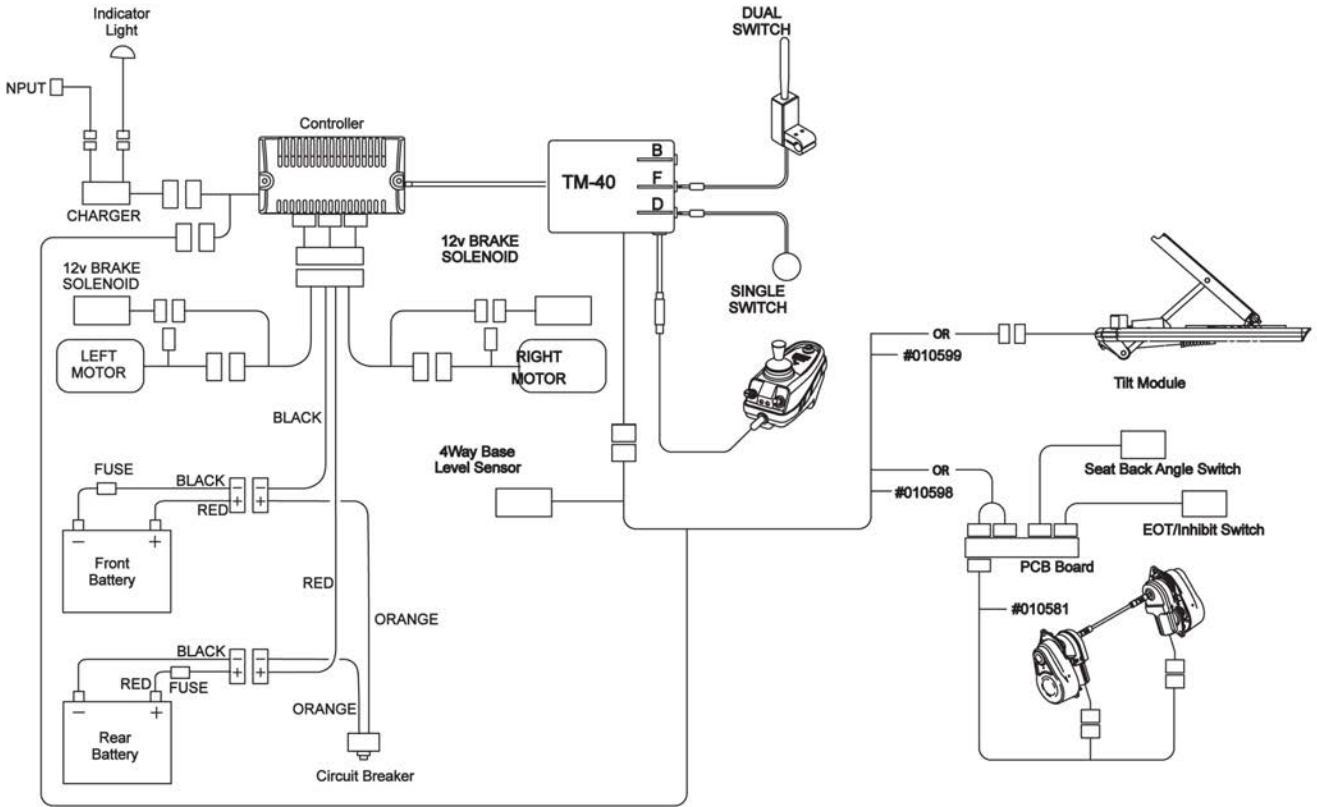 Indicator
Light
NPUT
CHARGER
Controller
DUAL
SWITCH
TM-40
B
F
D
SINGLE
SWITCH
12v BRAKE
SOLENOID
12v BRAKE
SOLENOID
LEFT
MOTOR
RIGHT
MOTOR
BLACK
4Way Base
Level Sensor
OR
#010599
Tilt Module
OR
#010598
Seat Back Angle Switch
EOT/Inhibit Switch
PCB Board
#010581
FUSE
BLACK
RED
- +
- +
- +
Front
Battery
RED
ORANGE
BLACK
RED
FUSE
- +
- +
- +
Rear
Battery
ORANGE
Circuit Breaker